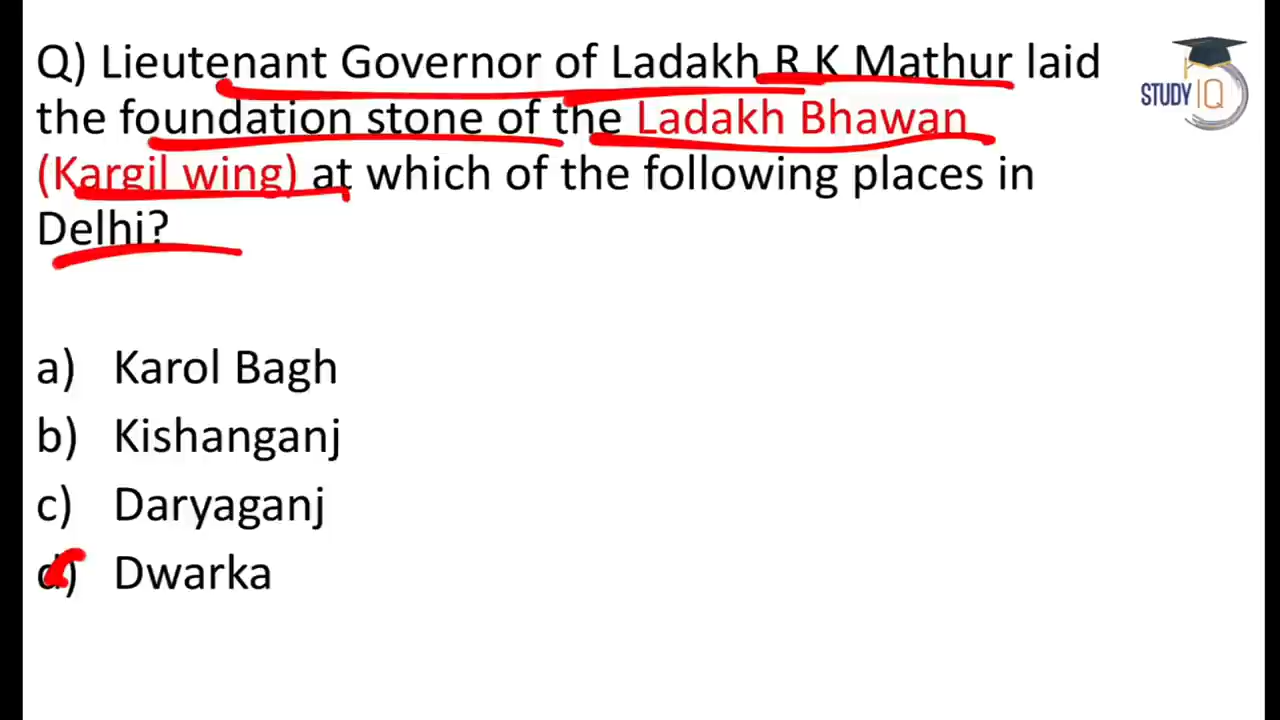 Q) Lieutenant Governor of Ladakh R K Mathur laid
the foundation stone of the Ladakh Bhawan
(Kargil wing) at which of the following places in
Delhi?
a) Karol Bagh
b) Kishanganj
c) Daryaganj
d) Dwarka
STUDY IQ